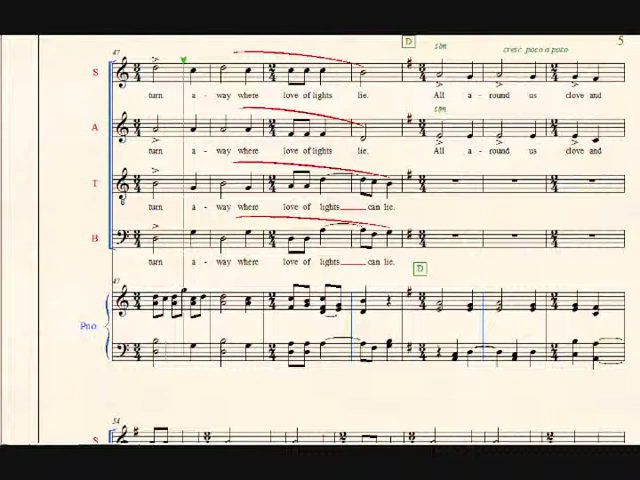 D
5
47
sim
cresc. poco a poco
S
turn a - way where love of lights lie. All a - round us clove and
sim
A
turn a - way where love of lights lie. All a - round us clove and
T
turn a - way where love of lights can lie.
B
turn a - way where love of lights can lie.
D
47
Pno
54
S